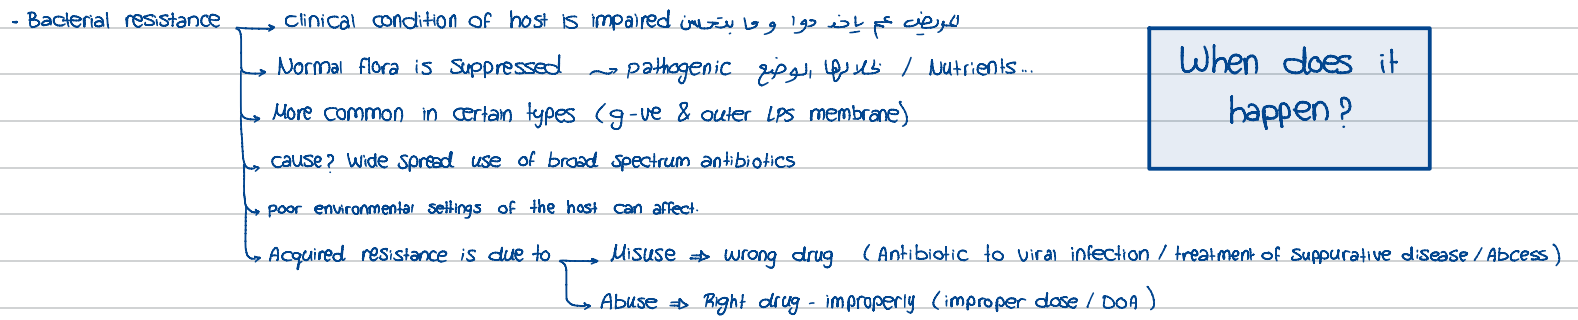 - Bacterial resistance → clinical condition of host is impaired المريض عم ياخد دوا و ما بتحسن
→ Normal flora is suppressed ⤳ pathogenic خلالها الوضع / Nutrients...
→ More common in certain types (g-ve & outer LPS membrane)
→ cause? Wide spread use of broad spectrum antibiotics
→ poor environmental settings of the host can affect.
→ Acquired resistance is due to → Misuse ⇒ wrong drug (Antibiotic to viral infection / treatment of suppurative disease / Abcess)
→ Abuse ⇒ Right drug - improperly (improper dose / DOA)
When does it
happen?